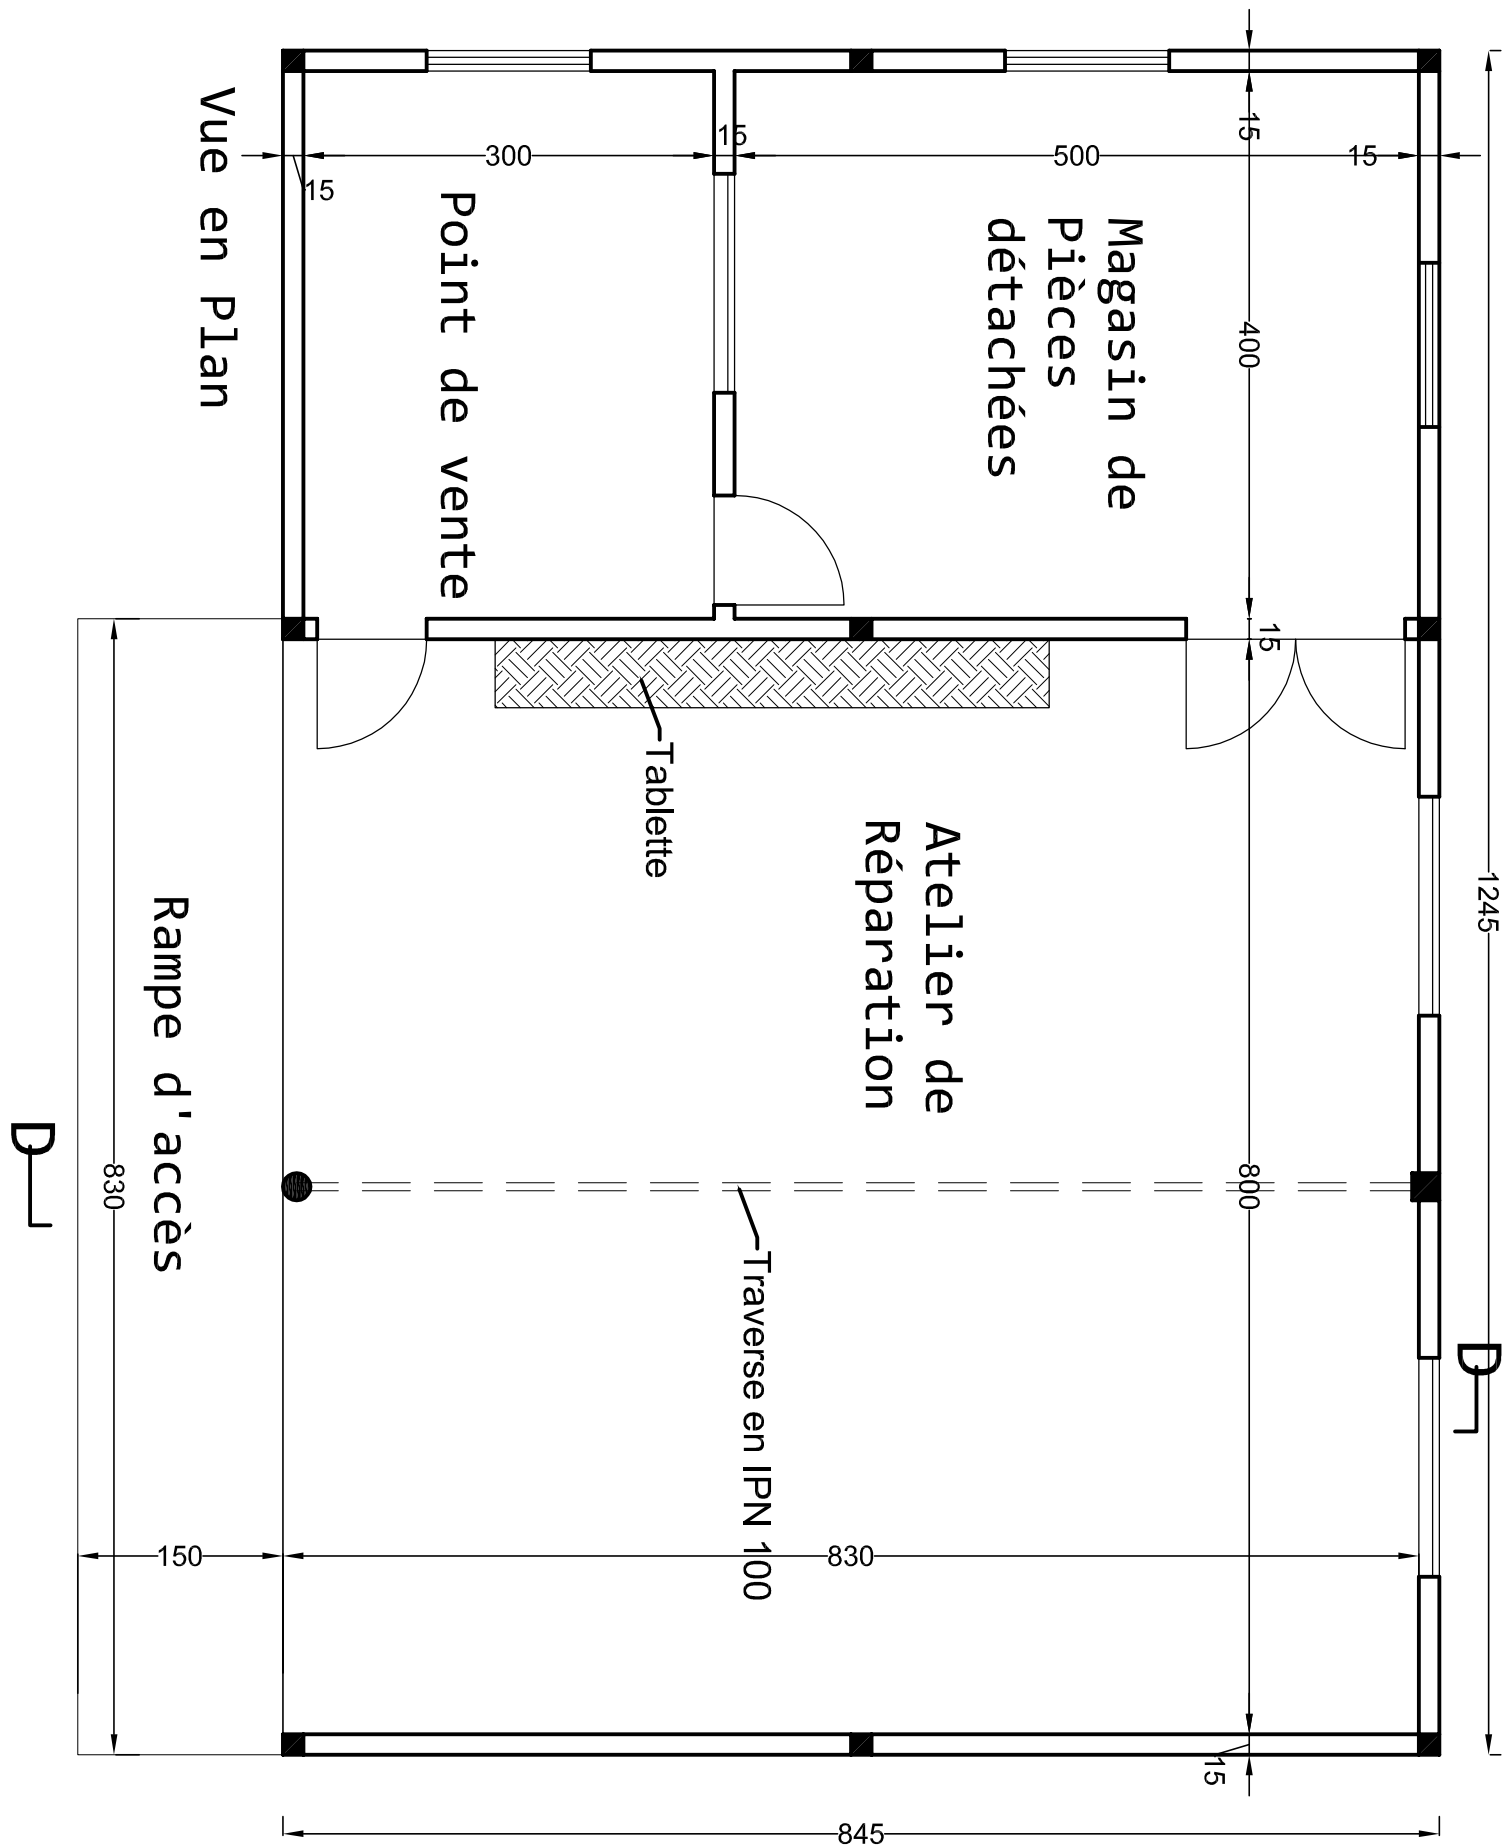 Vue en Plan
Point de vente
Magasin de
Pièces
détachées
Atelier de
Réparation
Rampe d'accès
Tablette
Traverse en IPN 100
D
D
15
300
15
500
15
15
400
15
1245
800
830
830
150
15
845